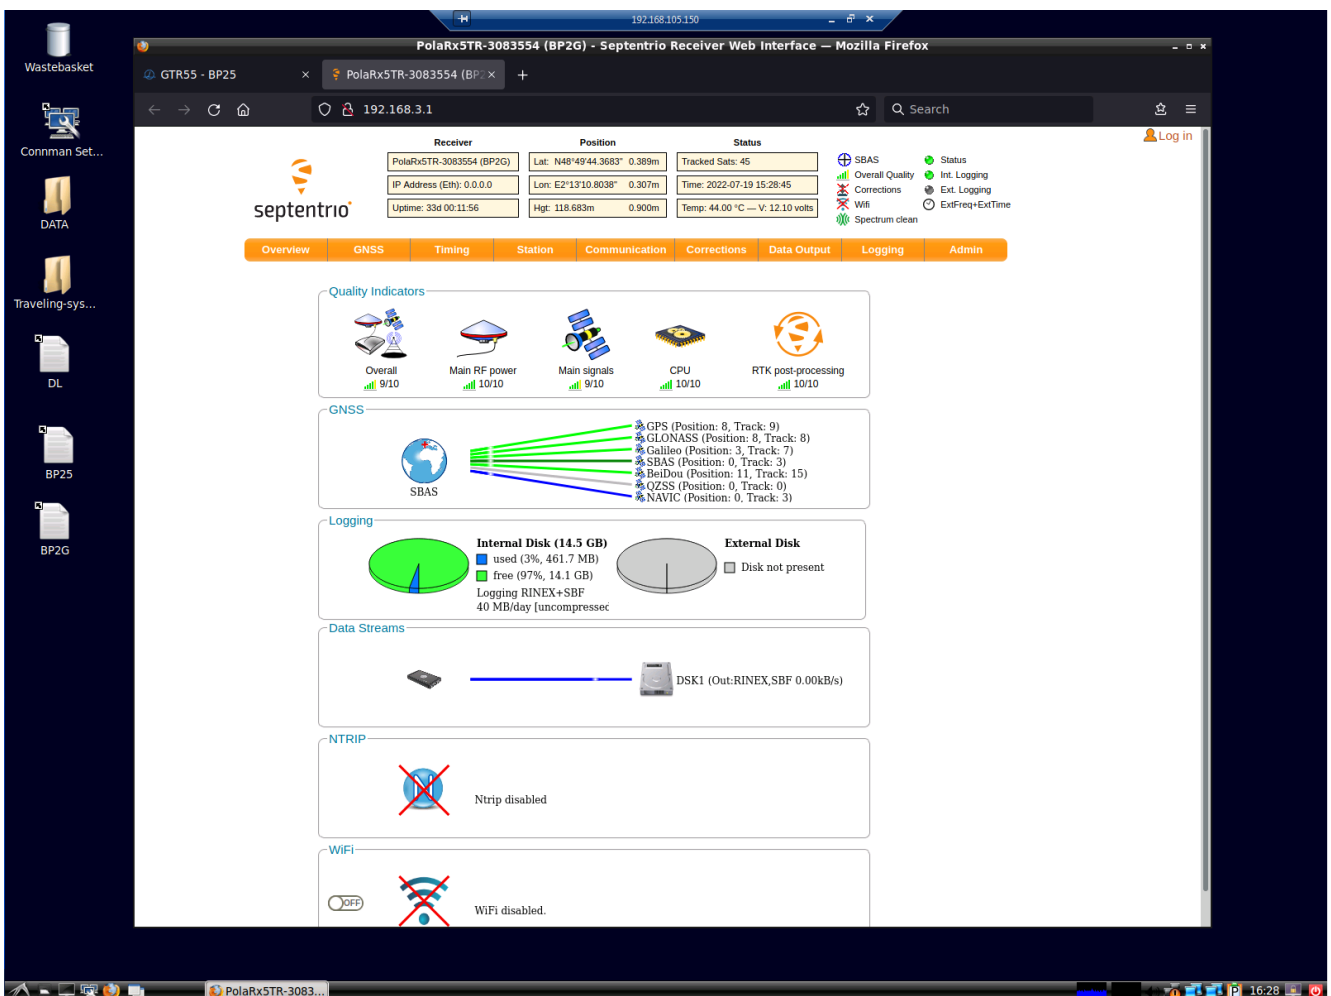 192.168.105.150
Wastebasket
Connman Set...
DATA
Traveling-sys...
DL
BP25
BP2G
PolaRx5TR-3083554 (BP2G) - Septentrio Receiver Web Interface — Mozilla Firefox
GTR55 - BP25
PolaRx5TR-3083554 (BP2
192.168.3.1
Search
Log in
septentrio
Receiver Position Status
PolaRx5TR-3083554 (BP2G) Lat: N48°49'44.3683" 0.389m Tracked Sats: 45
IP Address (Eth): 0.0.0.0 Lon: E2°13'10.8038" 0.307m Time: 2022-07-19 15:28:45
Uptime: 33d 00:11:56 Hgt: 118.683m 0.900m Temp: 44.00 °C — V: 12.10 volts
SBAS Status
Overall Quality Int. Logging
Corrections Ext. Logging
Wifi ExtFreq+ExtTime
Spectrum clean
Overview GNSS Timing Station Communication Corrections Data Output Logging Admin
Quality Indicators
Overall Main RF power Main signals CPU RTK post-processing
9/10 10/10 9/10 10/10 10/10
GNSS
SBAS
GPS (Position: 8, Track: 9)
GLONASS (Position: 8, Track: 8)
Galileo (Position: 3, Track: 7)
SBAS (Position: 0, Track: 3)
BeiDou (Position: 11, Track: 15)
QZSS (Position: 0, Track: 0)
NAVIC (Position: 0, Track: 3)
Logging
Internal Disk (14.5 GB)
used (3%, 461.7 MB)
free (97%, 14.1 GB)
Logging RINEX+SBF
40 MB/day [uncompressed
External Disk
Disk not present
Data Streams
DSK1 (Out:RINEX,SBF 0.00kB/s)
NTRIP
N
Ntrip disabled
WiFi
OFF
WiFi disabled.
PolaRx5TR-3083...
P
16:28